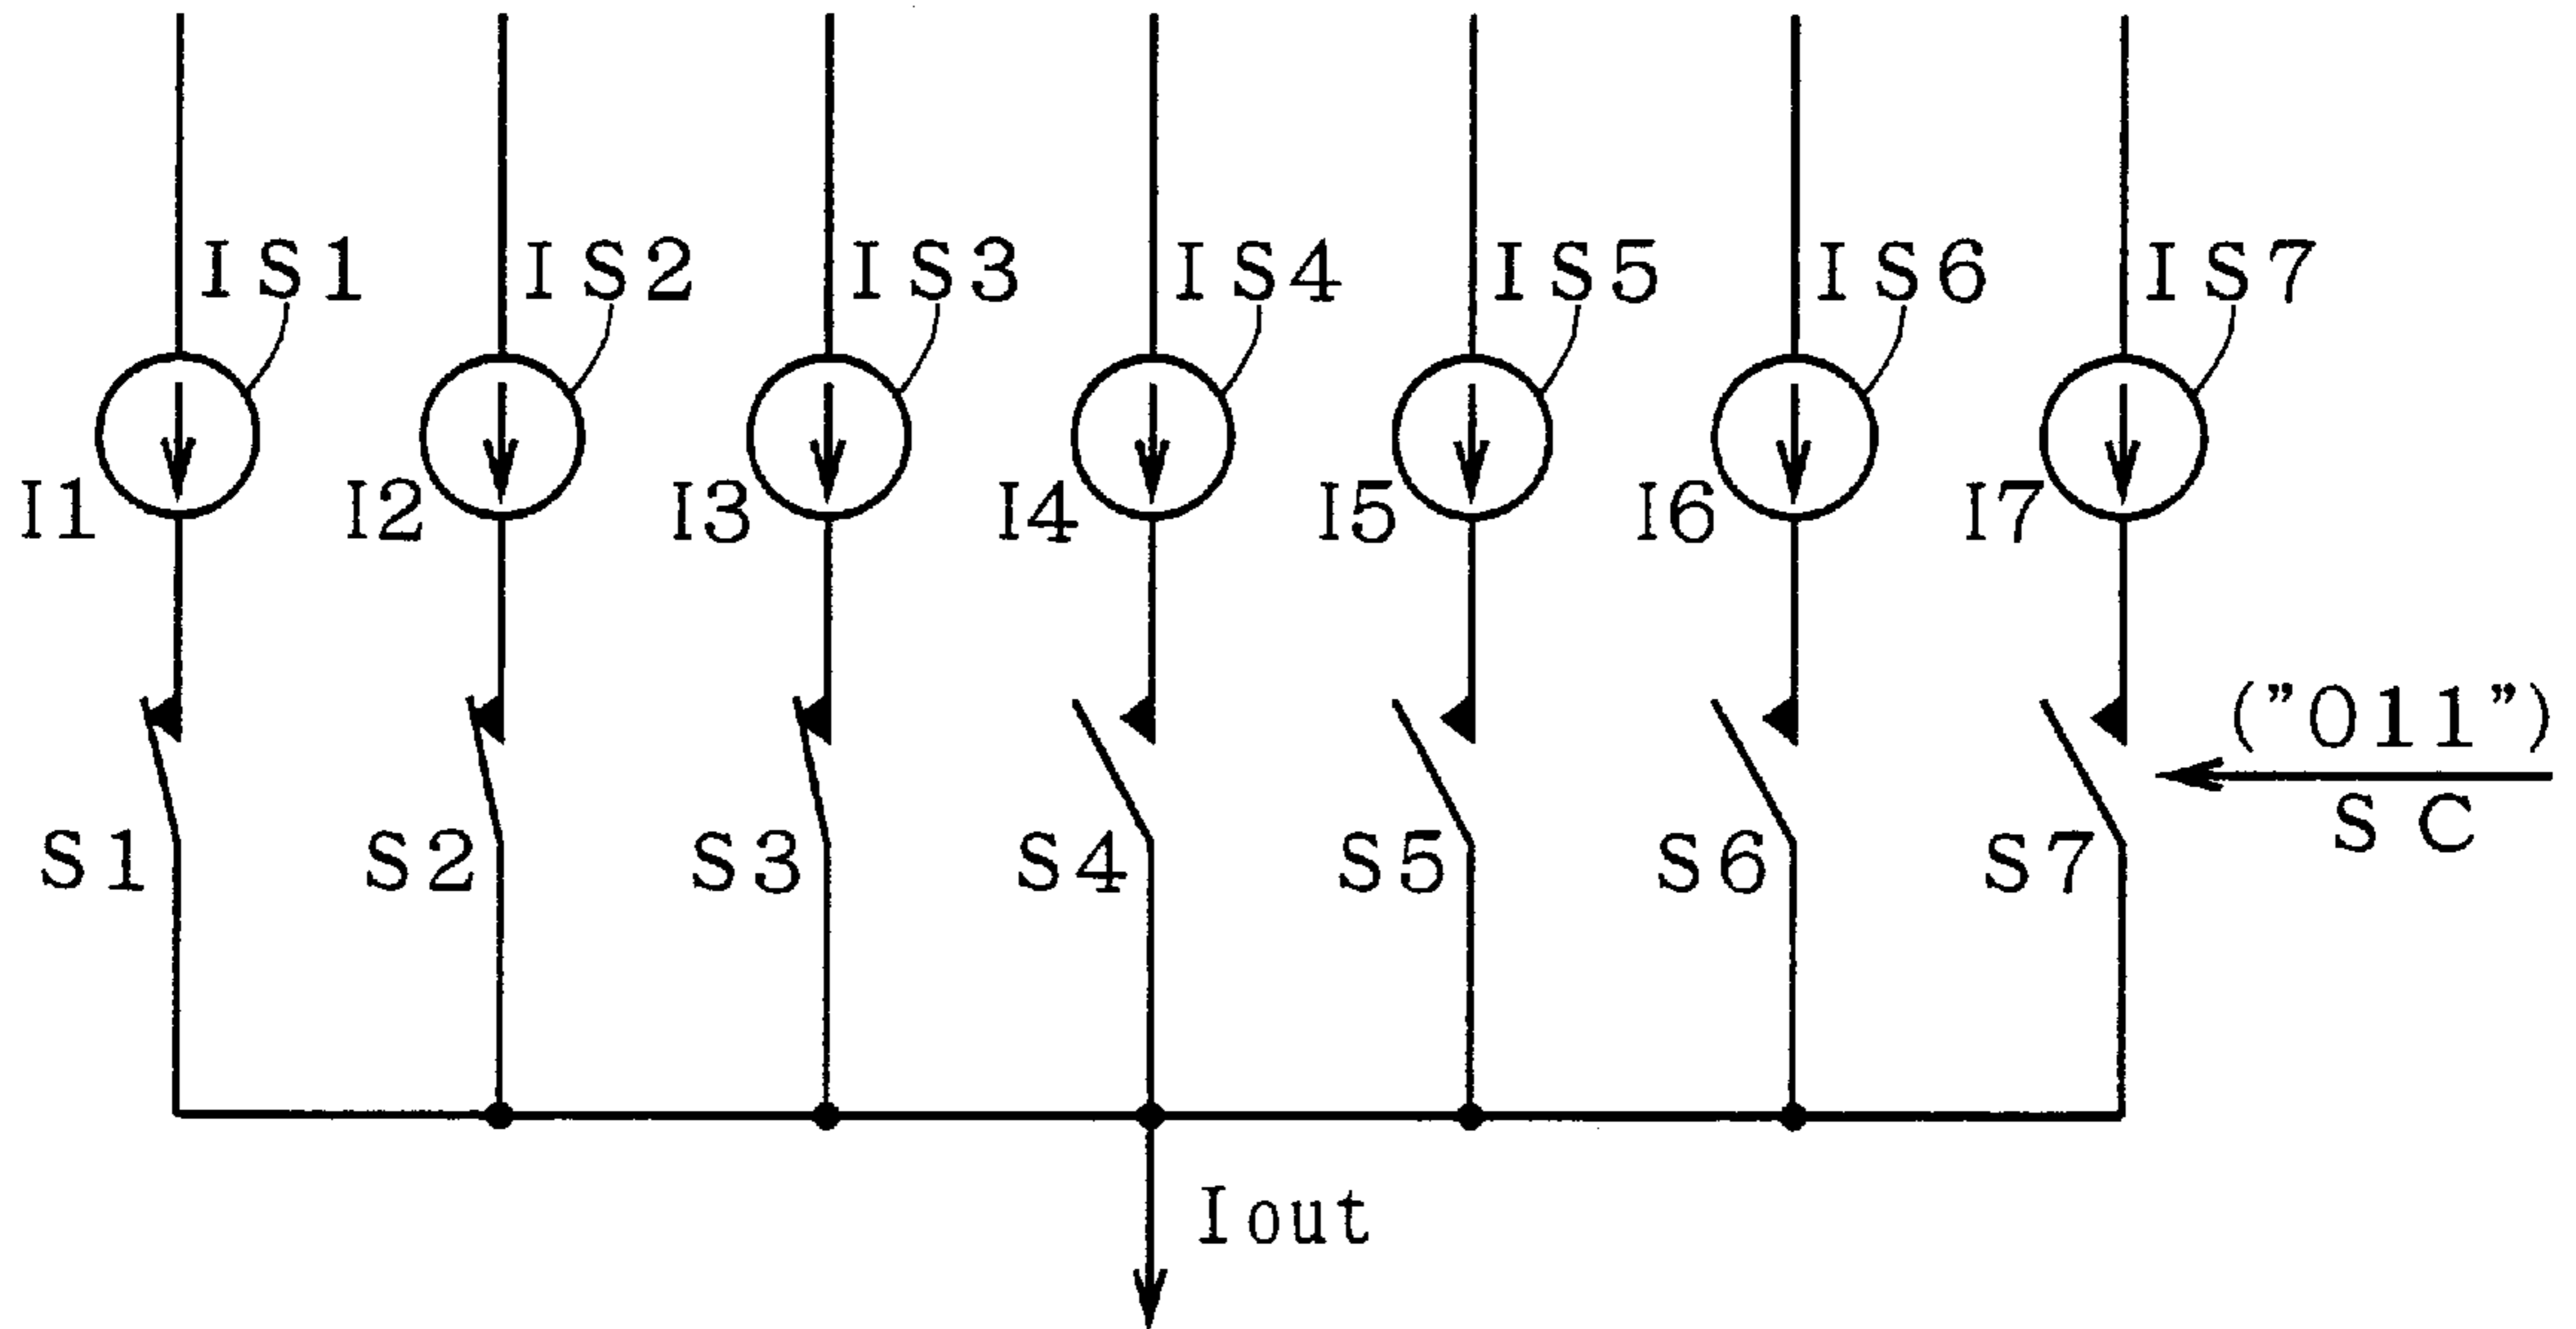 IS1 IS2 IS3 IS4 IS5 IS6 IS7
I1 I2 I3 I4 I5 I6 I7
("011")
SC
S1 S2 S3 S4 S5 S6 S7
Iout